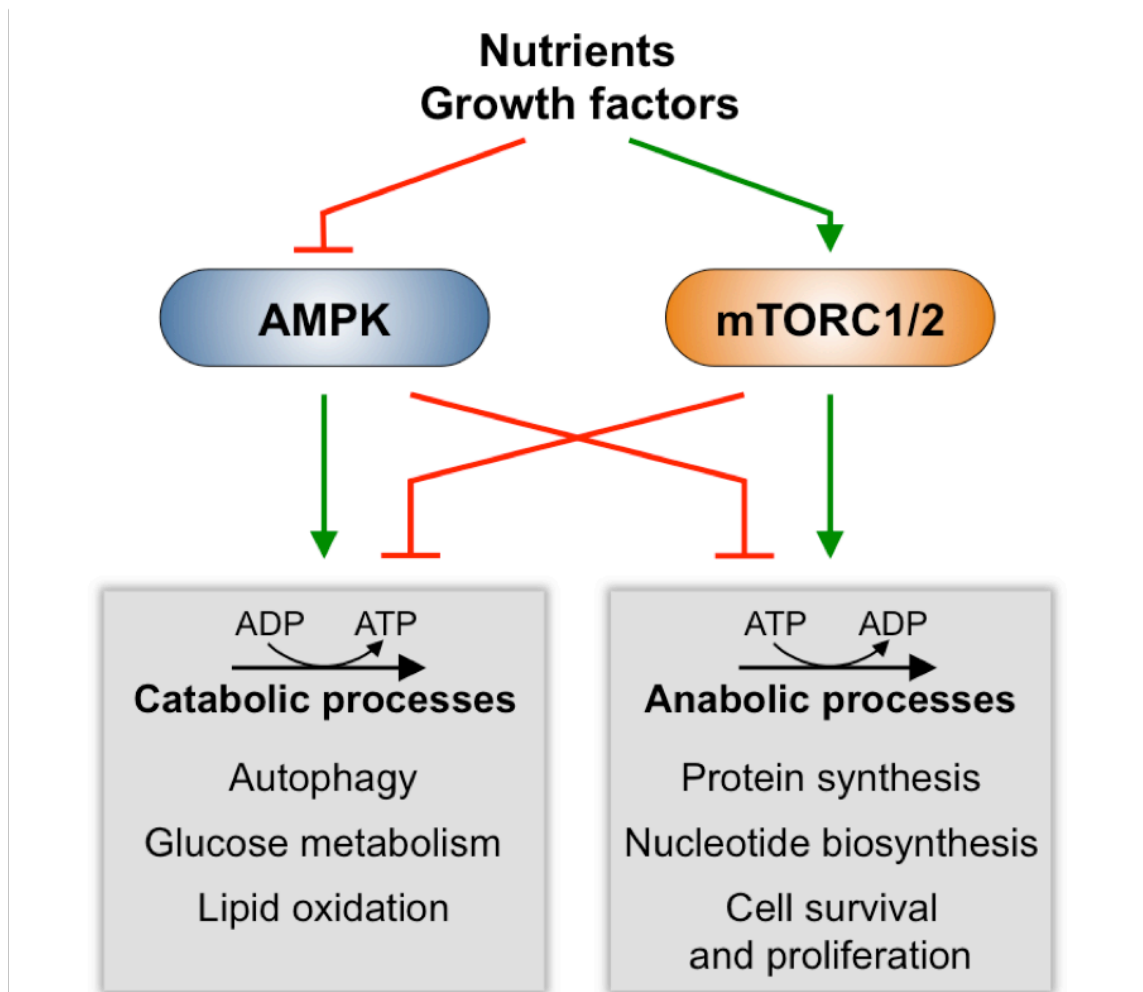 Nutrients
Growth factors
AMPK
mTORC1/2
ADP ATP
Catabolic processes
Autophagy
Glucose metabolism
Lipid oxidation
ATP ADP
Anabolic processes
Protein synthesis
Nucleotide biosynthesis
Cell survival
and proliferation